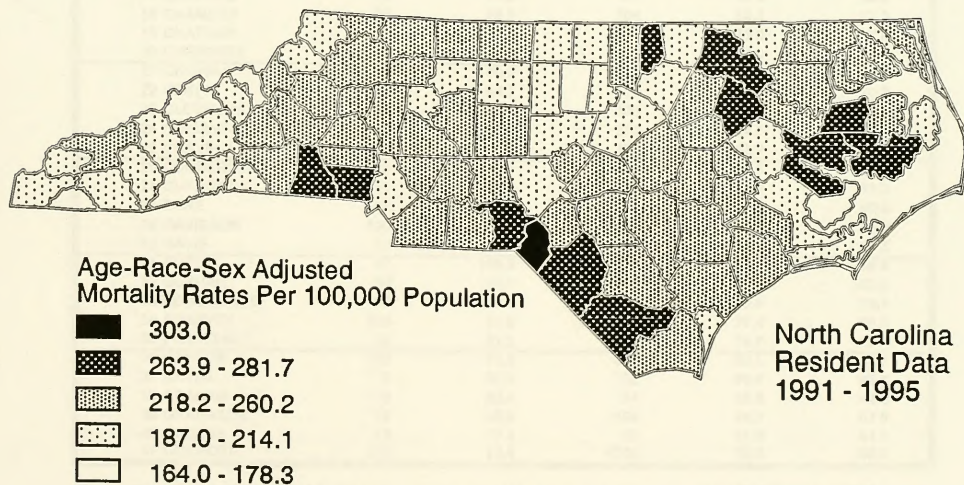 Age-Race-Sex Adjusted
Mortality Rates Per 100,000 Population
303.0
263.9 - 281.7
218.2 - 260.2
187.0 - 214.1
164.0 - 178.3
North Carolina
Resident Data
1991 - 1995